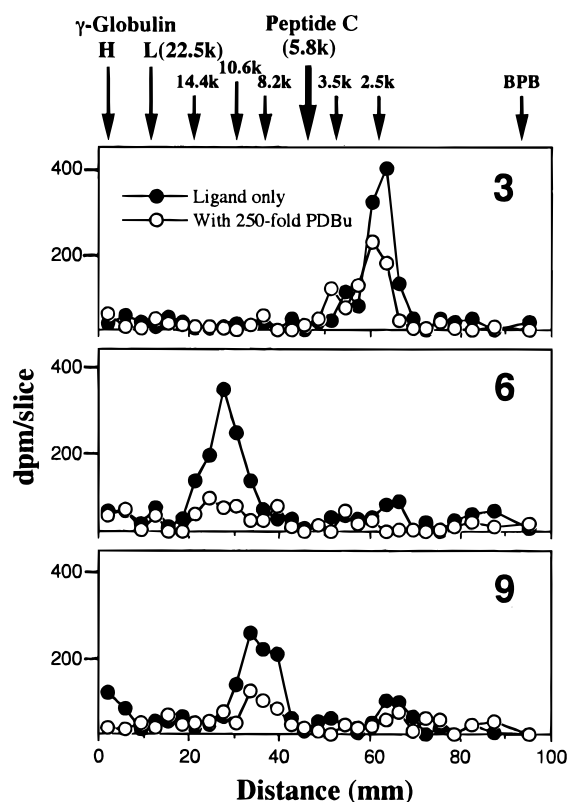 γ-Globulin
H L(22.5k)
Peptide C
(5.8k)
14.4k 10.6k 8.2k 3.5k 2.5k BPB
400
200
3
Ligand only
With 250-fold PDBu
400
200
6
dpm/slice
400
200
9
0 20 40 60 80 100
Distance (mm)